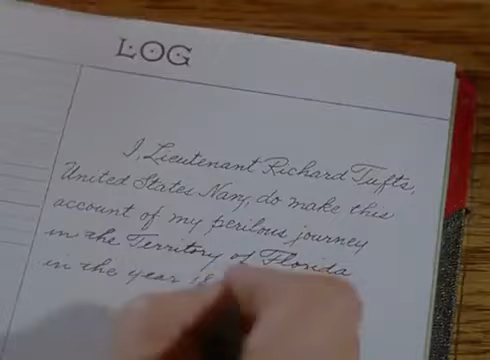 LOG
I, Lieutenant Richard Tufts,
United States Navy, do make this
account of my perilous journey
in the Territory of Florida
in the year 18